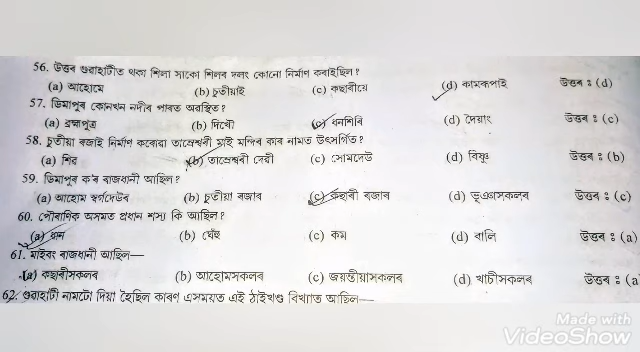 56. উত্তৰ গুৱাহাটীত থকা শিলা সাকো শিলৰ দলং কোনো নিৰ্মাণ কৰাইছিল?
(a) আহোমে (b) চুতীয়াই (c) কছাৰীয়ে (d) কামৰূপাই উত্তৰ : (d)
57. ডিমাপুৰ কোনখন নদীৰ পাৰত অৱস্থিত?
(a) ব্ৰহ্মপুত্ৰ (b) দিখৌ (c) ধনশিৰি (d) দৈয়াং উত্তৰ : (c)
58. চুতীয়া ৰজাই নিৰ্মাণ কৰোৱা তাম্ৰেশ্বৰী মাই মন্দিৰ কাৰ নামত উৎসৰ্গিত?
(a) শিৱ (b) তাম্ৰেশ্বৰী দেৱী (c) সোমদেউ (d) বিষ্ণু উত্তৰ : (b)
59. ডিমাপুৰ ক'ৰ ৰাজধানী আছিল?
(a) আহোম স্বৰ্গদেউৰ (b) চুতীয়া ৰজাৰ (c) কছাৰী ৰজাৰ (d) ভূঞাসকলৰ উত্তৰ : (c)
60. পৌৰাণিক অসমত প্ৰধান শস্য কি আছিল?
(a) ধান (b) ঘেঁহু (c) কম (d) বালি উত্তৰ : (a)
61. মাইবং ৰাজধানী আছিল—
(a) কছাৰীসকলৰ (b) আহোমসকলৰ (c) জয়ন্তীয়াসকলৰ (d) খাচীসকলৰ উত্তৰ : (a
62. গুৱাহাটী নামটো দিয়া হৈছিল কাৰণ এসময়ত এই ঠাইখণ্ড বিখ্যাত আছিল—
Made with
VideoShow